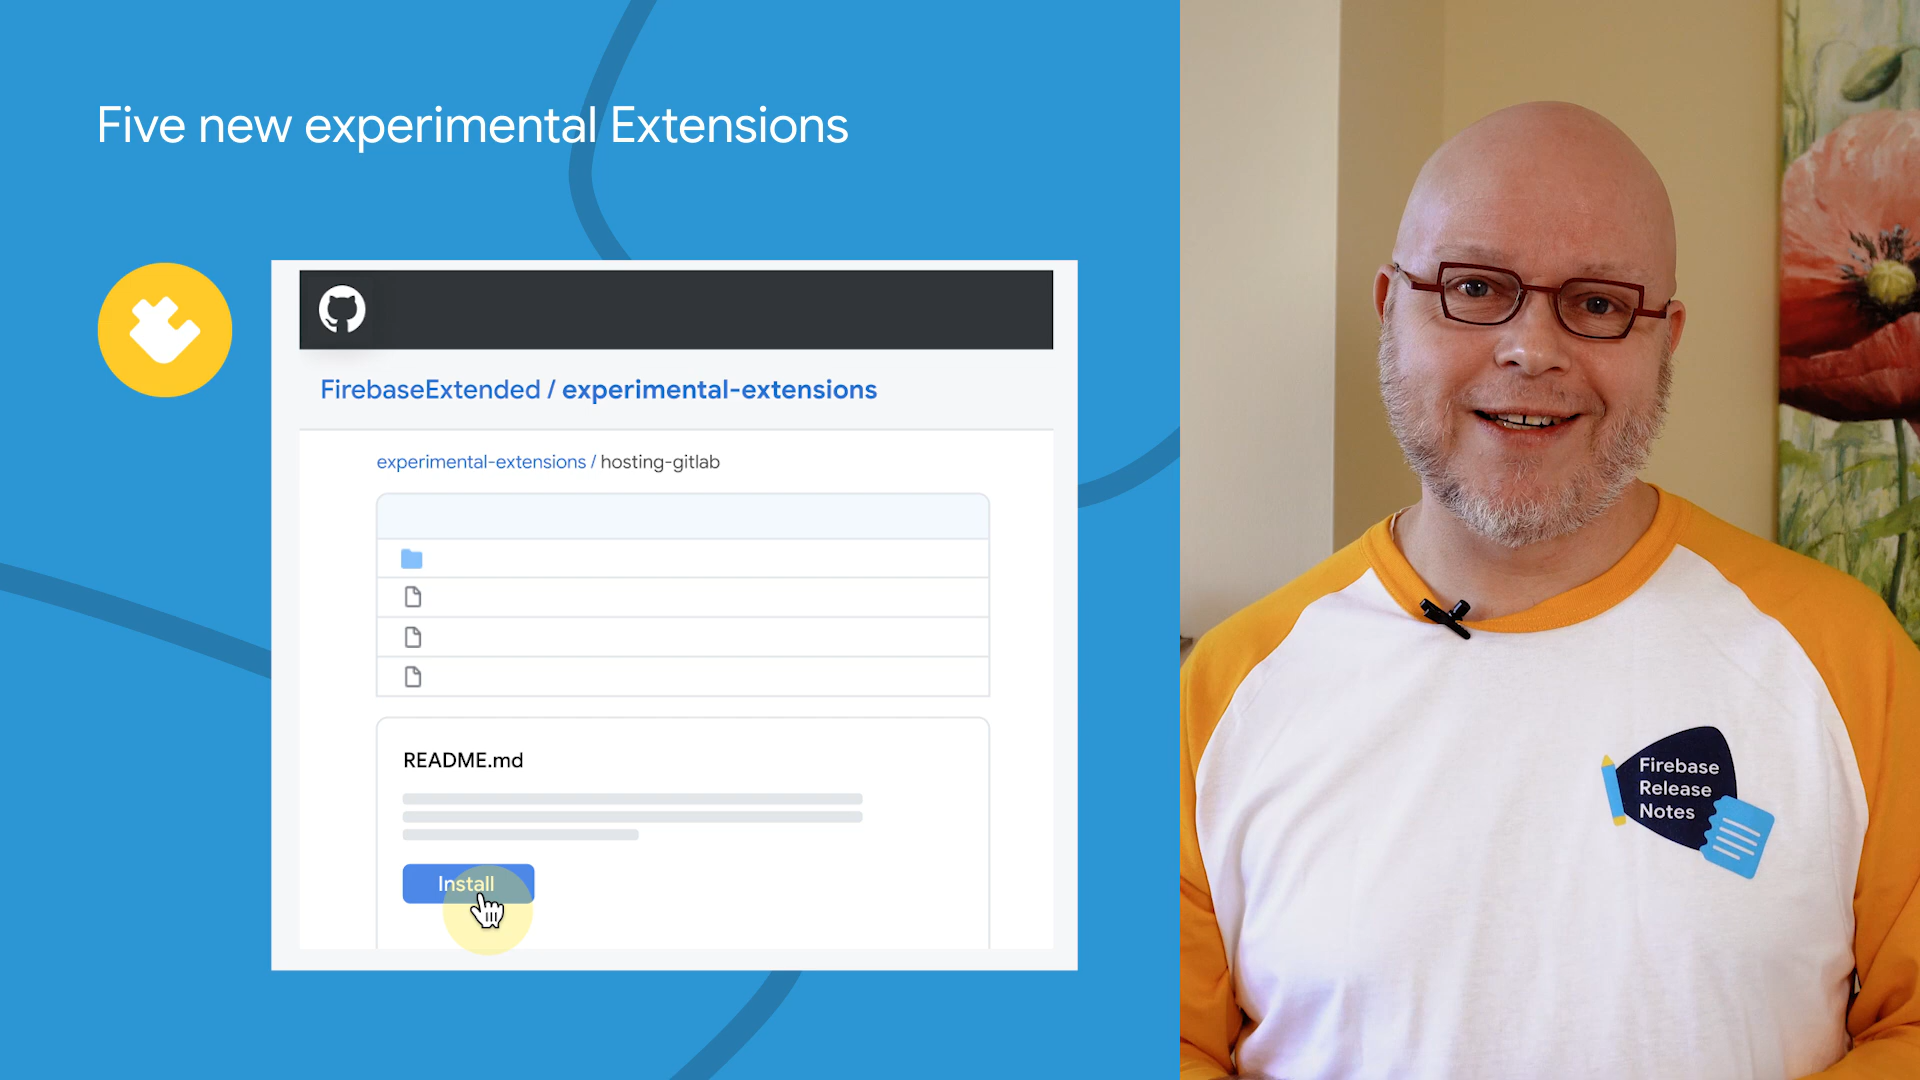 Five new experimental Extensions
FirebaseExtended / experimental-extensions
experimental-extensions / hosting-gitlab
README.md
Install
Firebase
Release
Notes